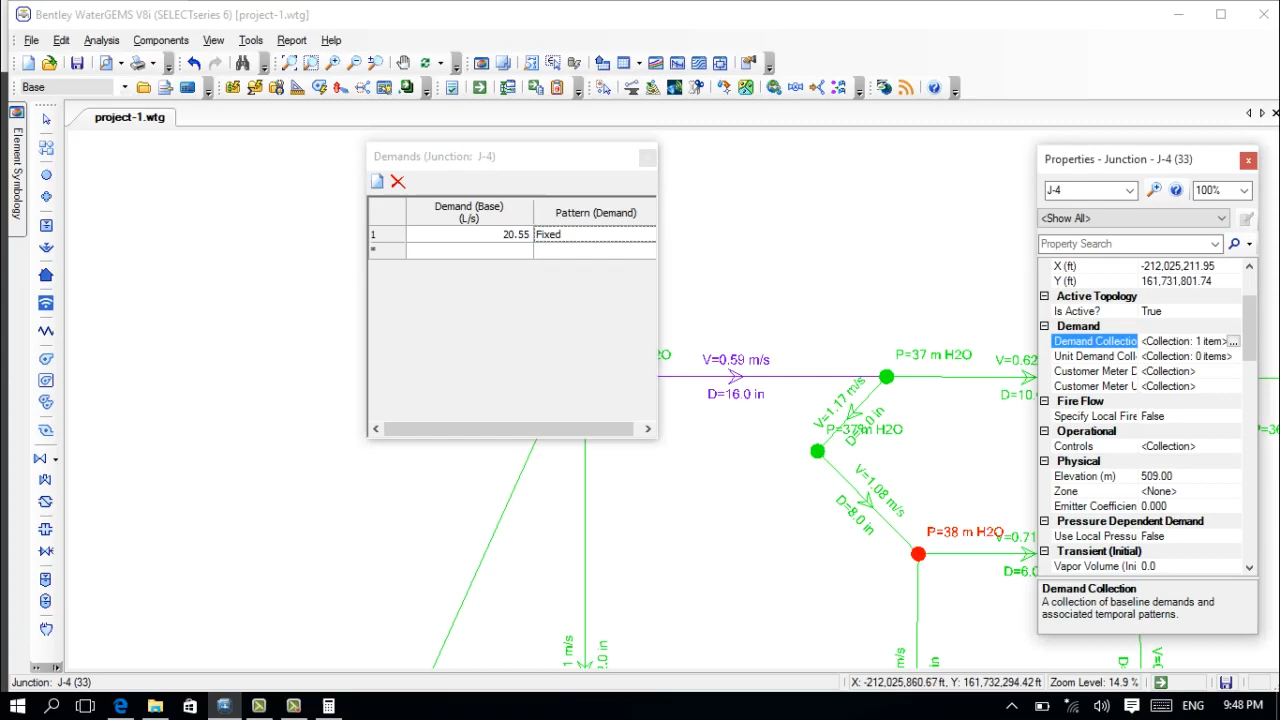 Bentley WaterGEMS V8i (SELECTseries 6) [project-1.wtg]
File Edit Analysis Components View Tools Report Help
Base
project-1.wtg
Element Symbology
Demands (Junction: J-4)
Demand (Base)
(L/s)
Pattern (Demand)
1 20.55 Fixed
*
V=0.59 m/s
D=16.0 in
P=37 m H2O
V=0.62
D=10.
V=1.17 m/s
P=37 m H2O
V=1.08 m/s
D=8.0 in
P=38 m H2O
V=0.71
D=6.0
1 m/s
2.0 in
m/s
in
Properties - Junction - J-4 (33)
J-4 100%
<Show All>
Property Search
X (ft) -212,025,211.95
Y (ft) 161,731,801.74
Active Topology
Is Active? True
Demand
Demand Collectio <Collection: 1 item> ...
Unit Demand Coll <Collection: 0 items>
Customer Meter D <Collection>
Customer Meter U <Collection>
Fire Flow
Specify Local Fire False
Operational
Controls <Collection>
Physical
Elevation (m) 509.00
Zone <None>
Emitter Coefficien 0.000
Pressure Dependent Demand
Use Local Pressu False
Transient (Initial)
Vapor Volume (Ini 0.0
Demand Collection
A collection of baseline demands and
associated temporal patterns.
Junction: J-4 (33)
X: -212,025,860.67 ft, Y: 161,732,294.42 ft Zoom Level: 14.9 %
ENG 9:48 PM